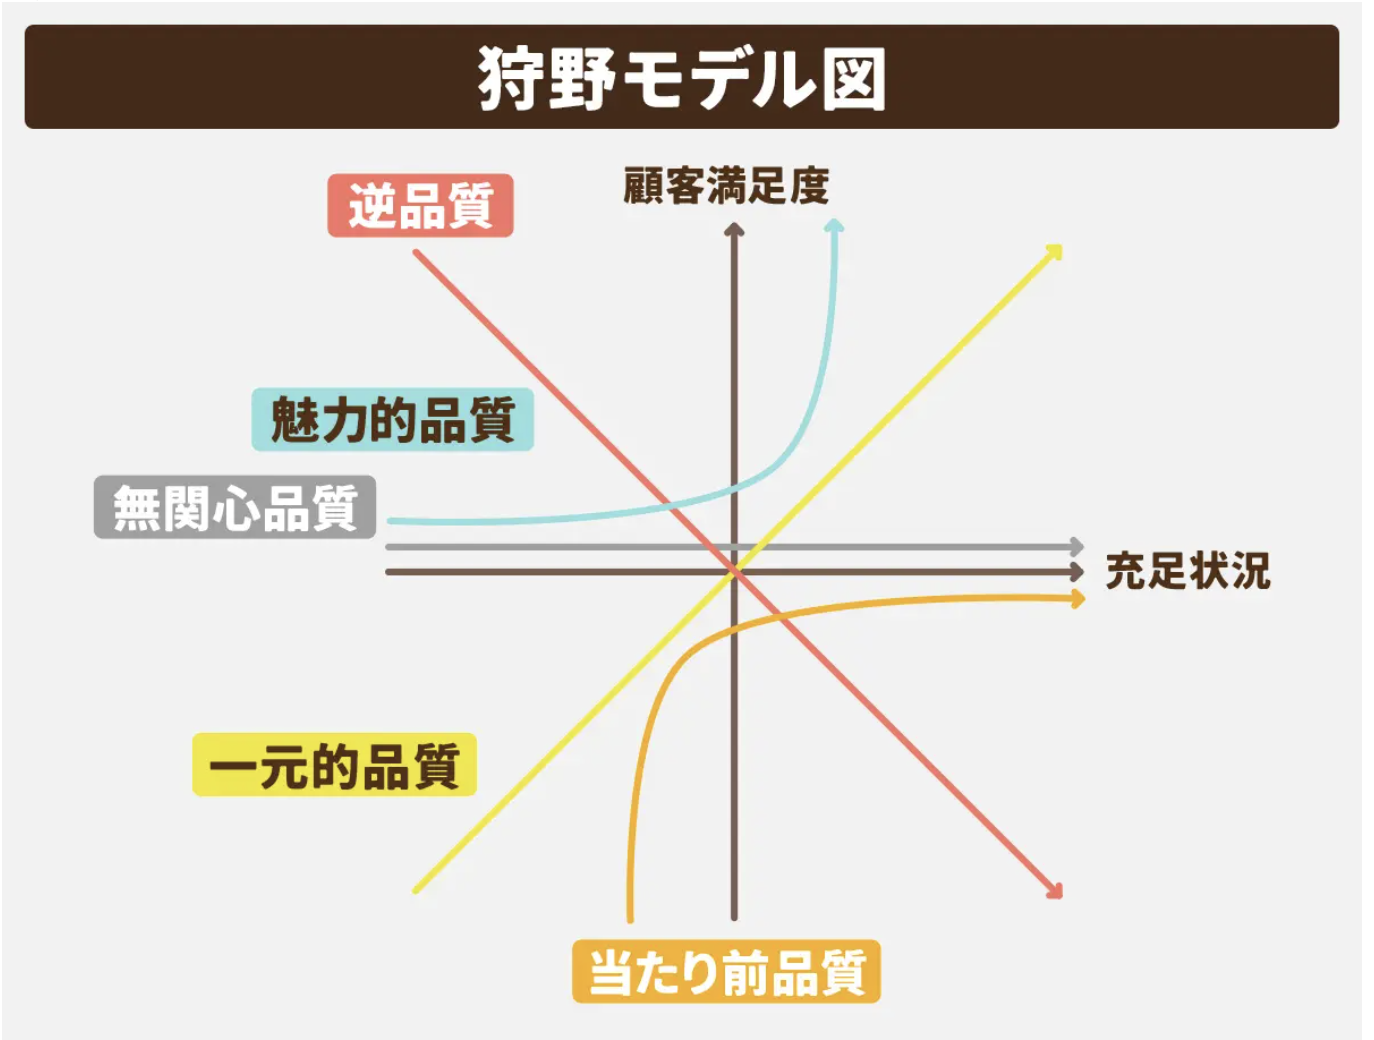 狩野モデル図
逆品質
顧客満足度
魅力的品質
無関心品質
充足状況
一元的品質
当たり前品質